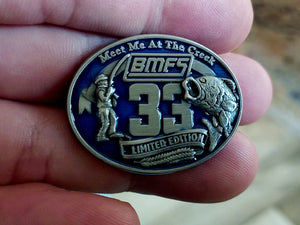 Meet Me At The Creek
BMFS
33
LIMITED EDITION